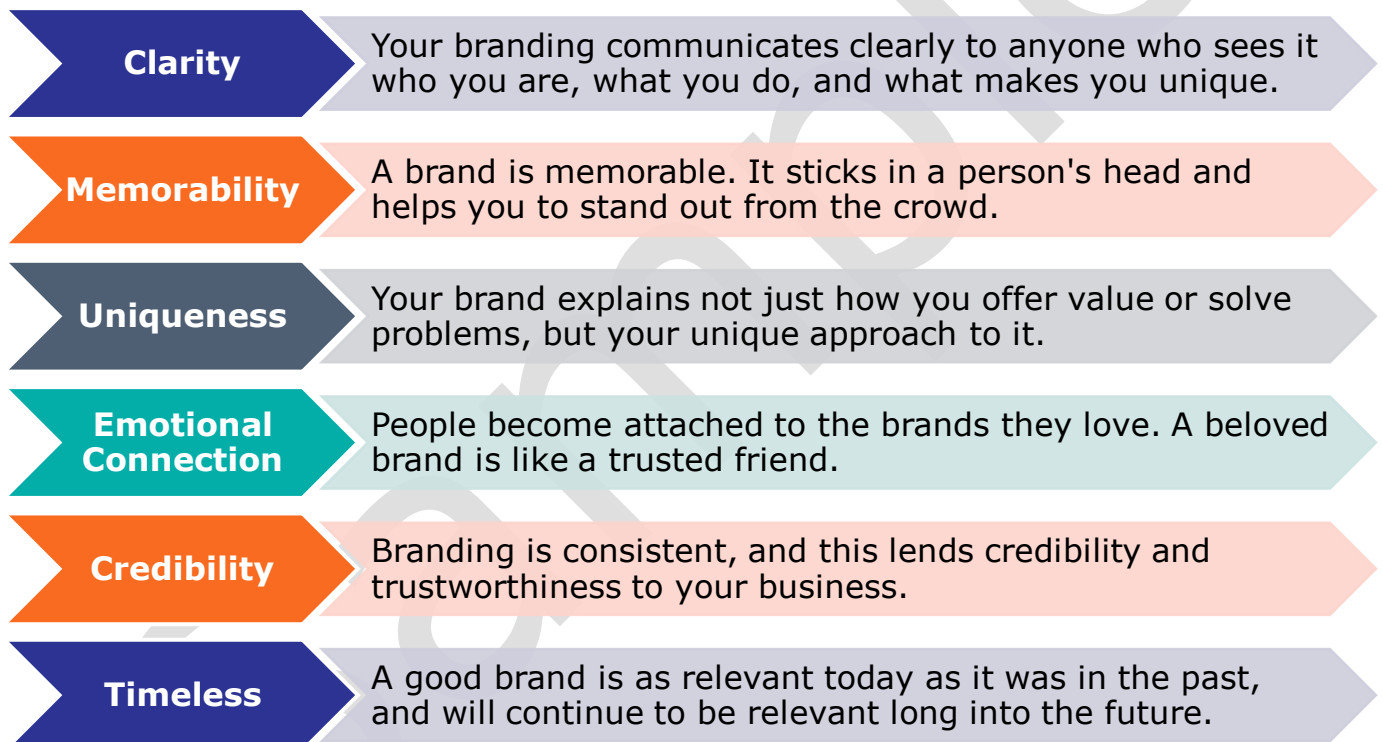 Clarity
Your branding communicates clearly to anyone who sees it
who you are, what you do, and what makes you unique.
Memorability
A brand is memorable. It sticks in a person's head and
helps you to stand out from the crowd.
Uniqueness
Your brand explains not just how you offer value or solve
problems, but your unique approach to it.
Emotional
Connection
People become attached to the brands they love. A beloved
brand is like a trusted friend.
Credibility
Branding is consistent, and this lends credibility and
trustworthiness to your business.
Timeless
A good brand is as relevant today as it was in the past,
and will continue to be relevant long into the future.